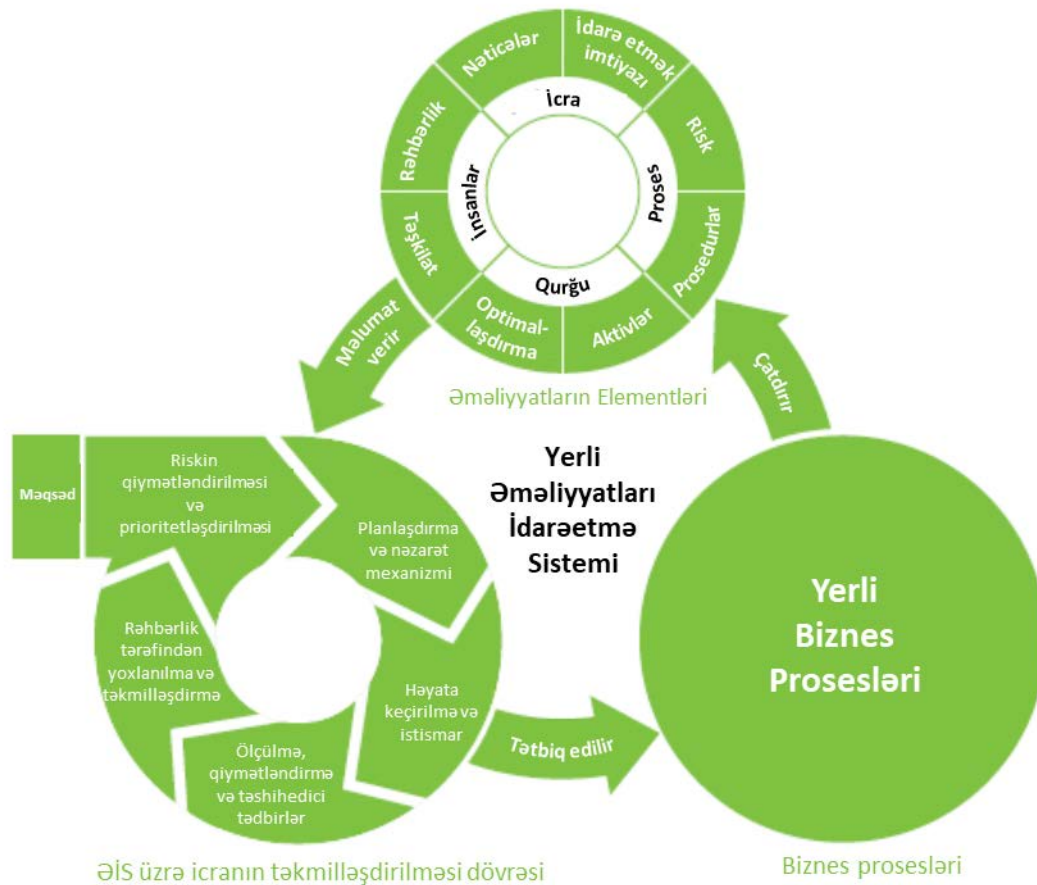 Nəticələr
İdarə etmək
imtiyazı
Rəhbərlik
İcra
Risk
İnsanlar
Proses
Təşkilat
Prosedurlar
Qurğu
Optimal-
laşdırma
Aktivlər
Məlumat
verir
Çatdırır
Əməliyyatların Elementləri
Yerli
Əməliyyatları
İdarəetmə
Sistemi
Məqsəd
Riskin
qiymətləndirilməsi
və
prioritetləşdirilməsi
Planlaşdırma
və nəzarət
mexanizmi
Həyata
keçirilmə və
istismar
Ölçülmə,
qiymətləndirmə
və təshihedici
tədbirlər
Rəhbərlik
tərəfindən
yoxlanılma və
təkmilləşdirmə
Tətbiq edilir
Yerli
Biznes
Prosesləri
ƏİS üzrə icranın təkmilləşdirilməsi dövrəsi
Biznes prosesləri